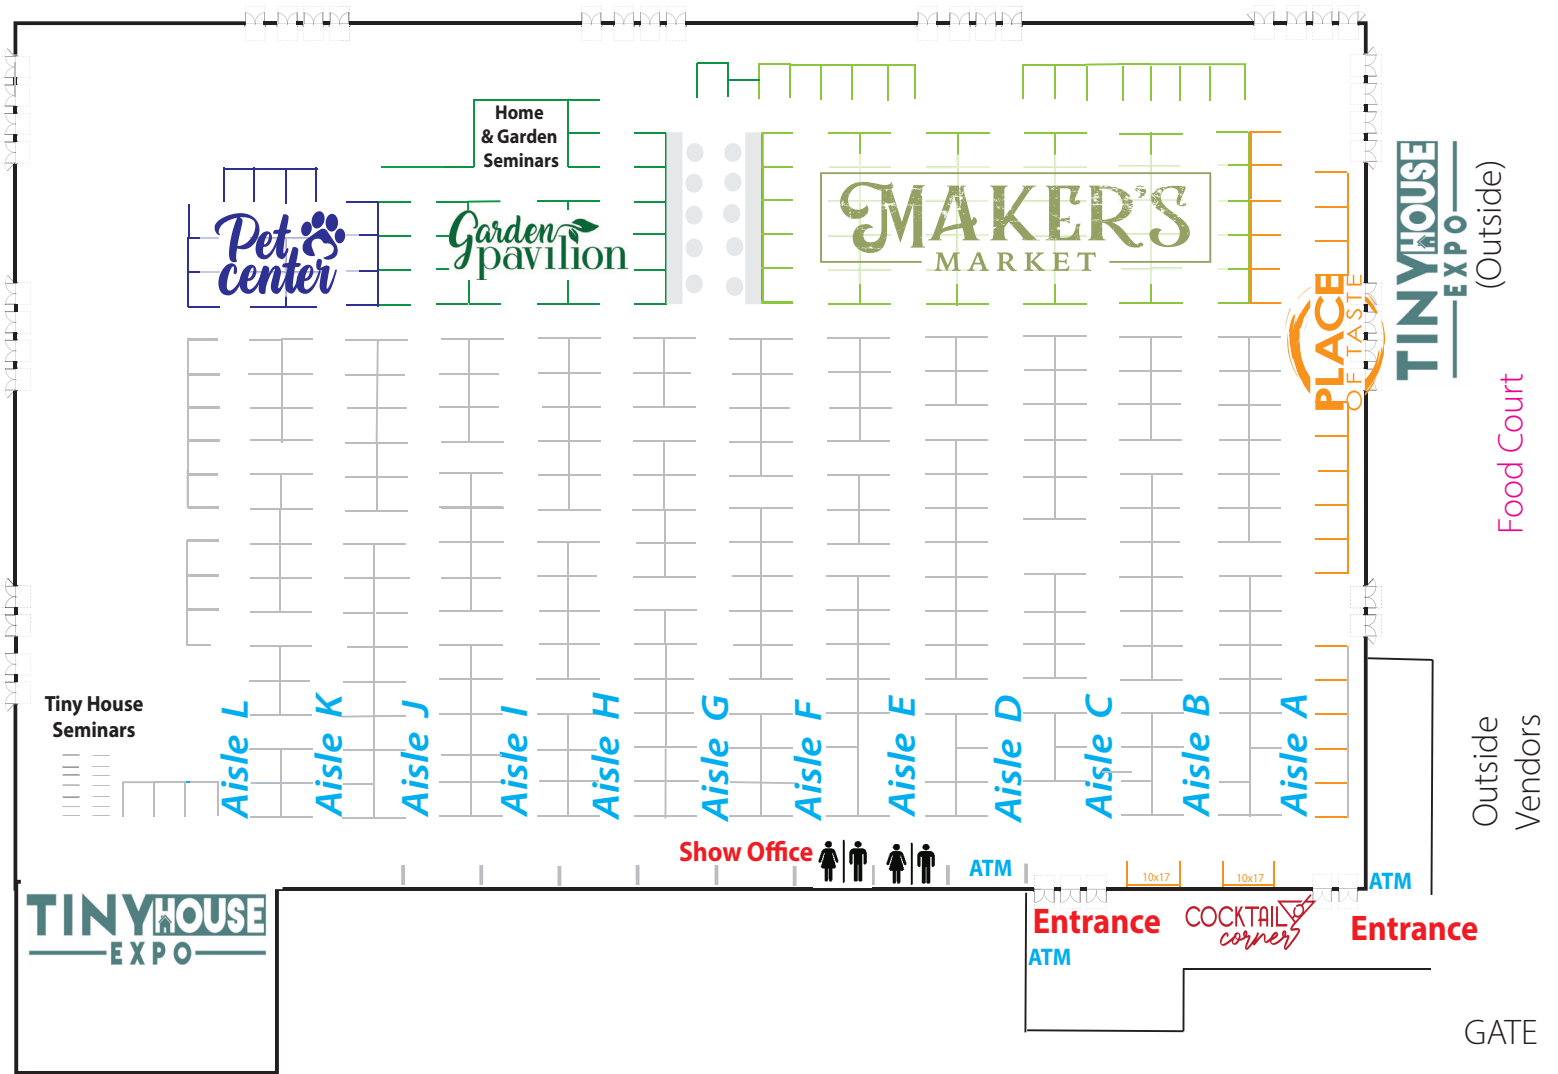 Home
& Garden
Seminars
Pet
center
Garden
pavilion
MAKER'S
MARKET
PLACE
OF TASTE
TINY HOUSE
EXPO
(Outside)
Food Court
Outside
Vendors
Tiny House
Seminars
Aisle L
Aisle K
Aisle J
Aisle I
Aisle H
Aisle G
Aisle F
Aisle E
Aisle D
Aisle C
Aisle B
Aisle A
Show Office
ATM
10x17
10x17
ATM
TINY HOUSE
EXPO
Entrance
COCKTAIL
corner
Entrance
ATM
GATE